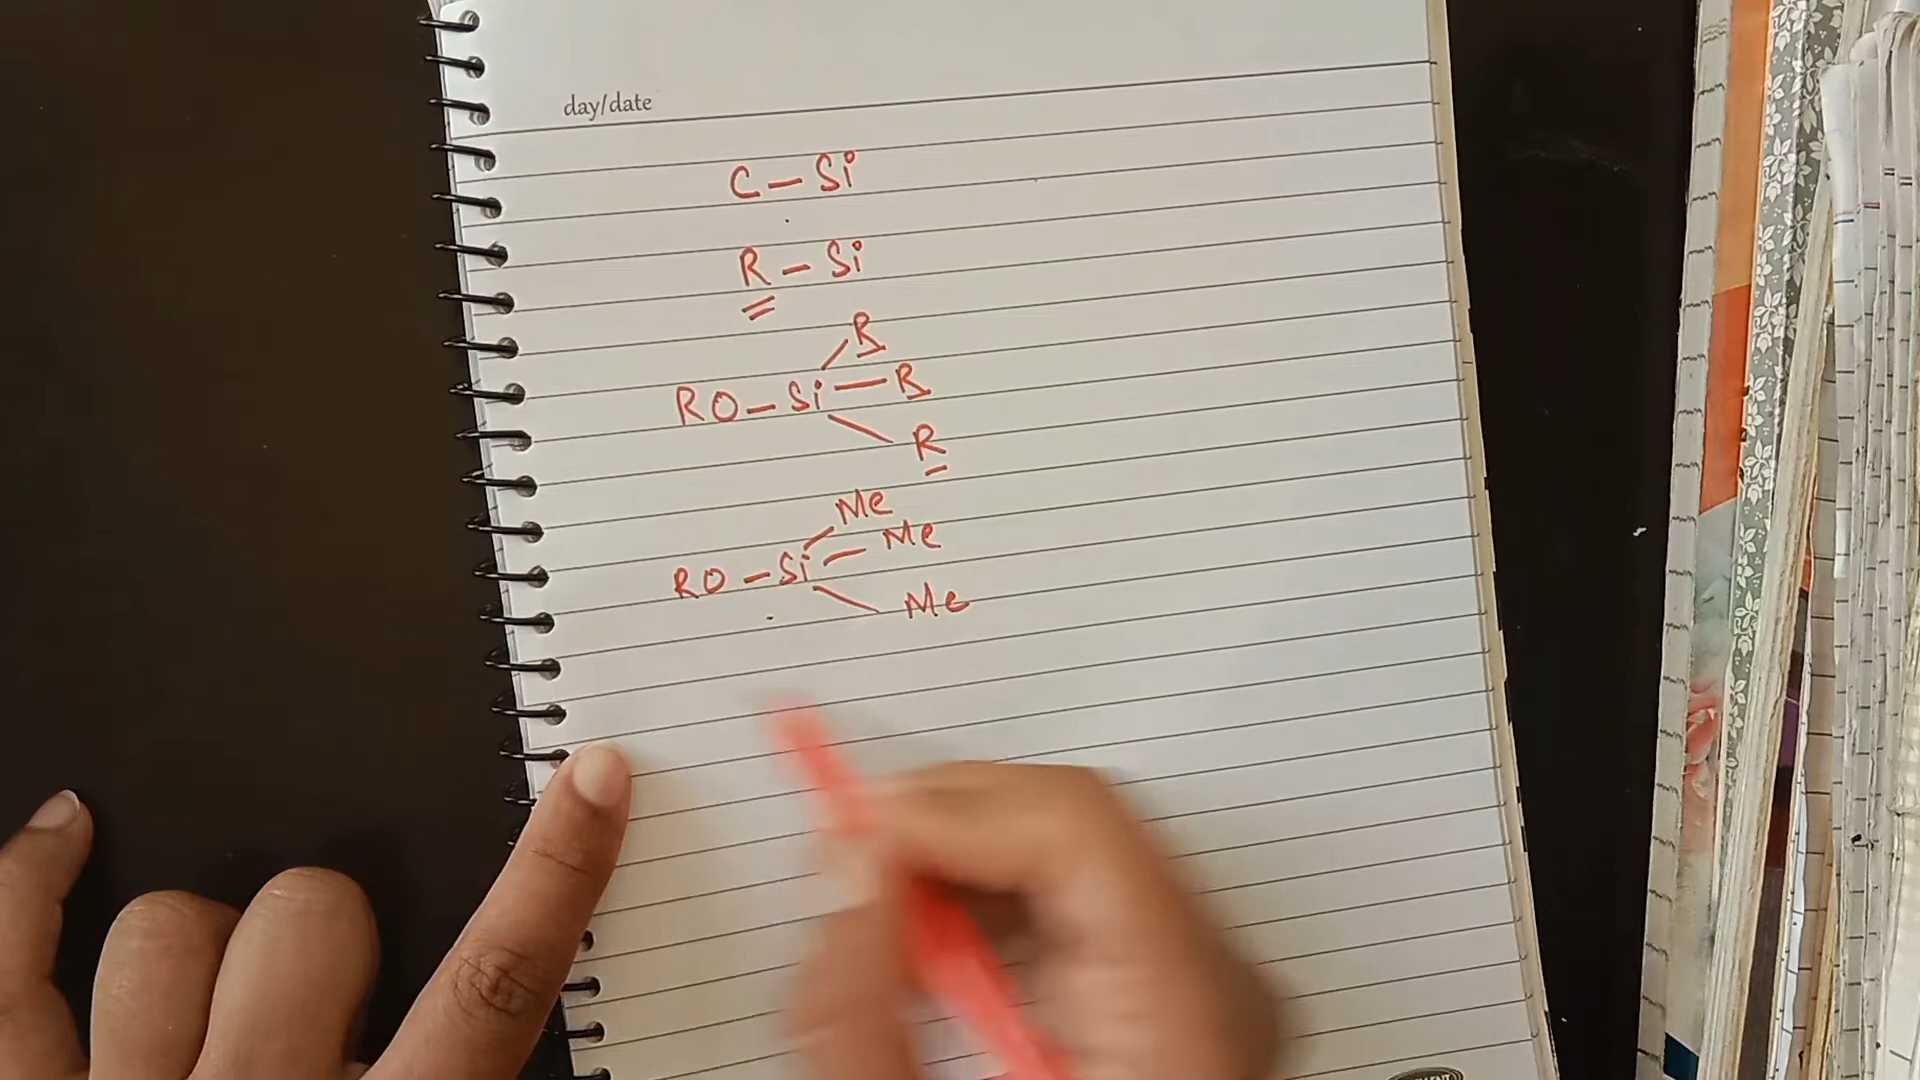 day/date
C-Si
R-Si
R
RO-Si-R
R
Me
Me
RO-Si
Me